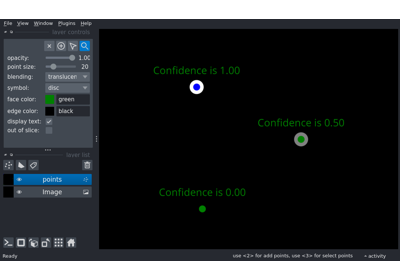 File View Window Plugins Help
layer controls
opacity: 1.00
point size: 20
blending: translucen
symbol: disc
face color: green
edge color: black
display text:
out of slice:
layer list
points
Image
Confidence is 1.00
Confidence is 0.50
Confidence is 0.00
Ready
use <2> for add points, use <3> for select points
activity